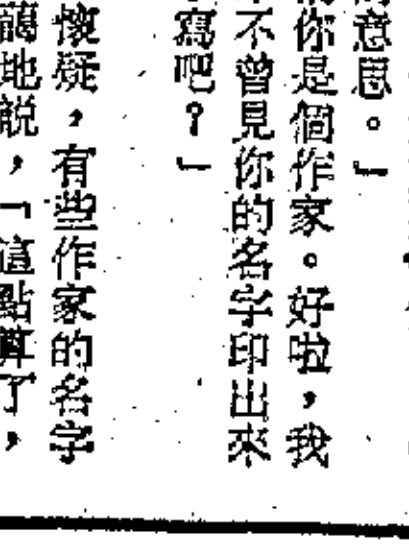 意思。」
你是個作家。好啦，我
不曾見你的名字印出來
寫吧？」
懷疑，有些作家的名字
地說，「這點算了，